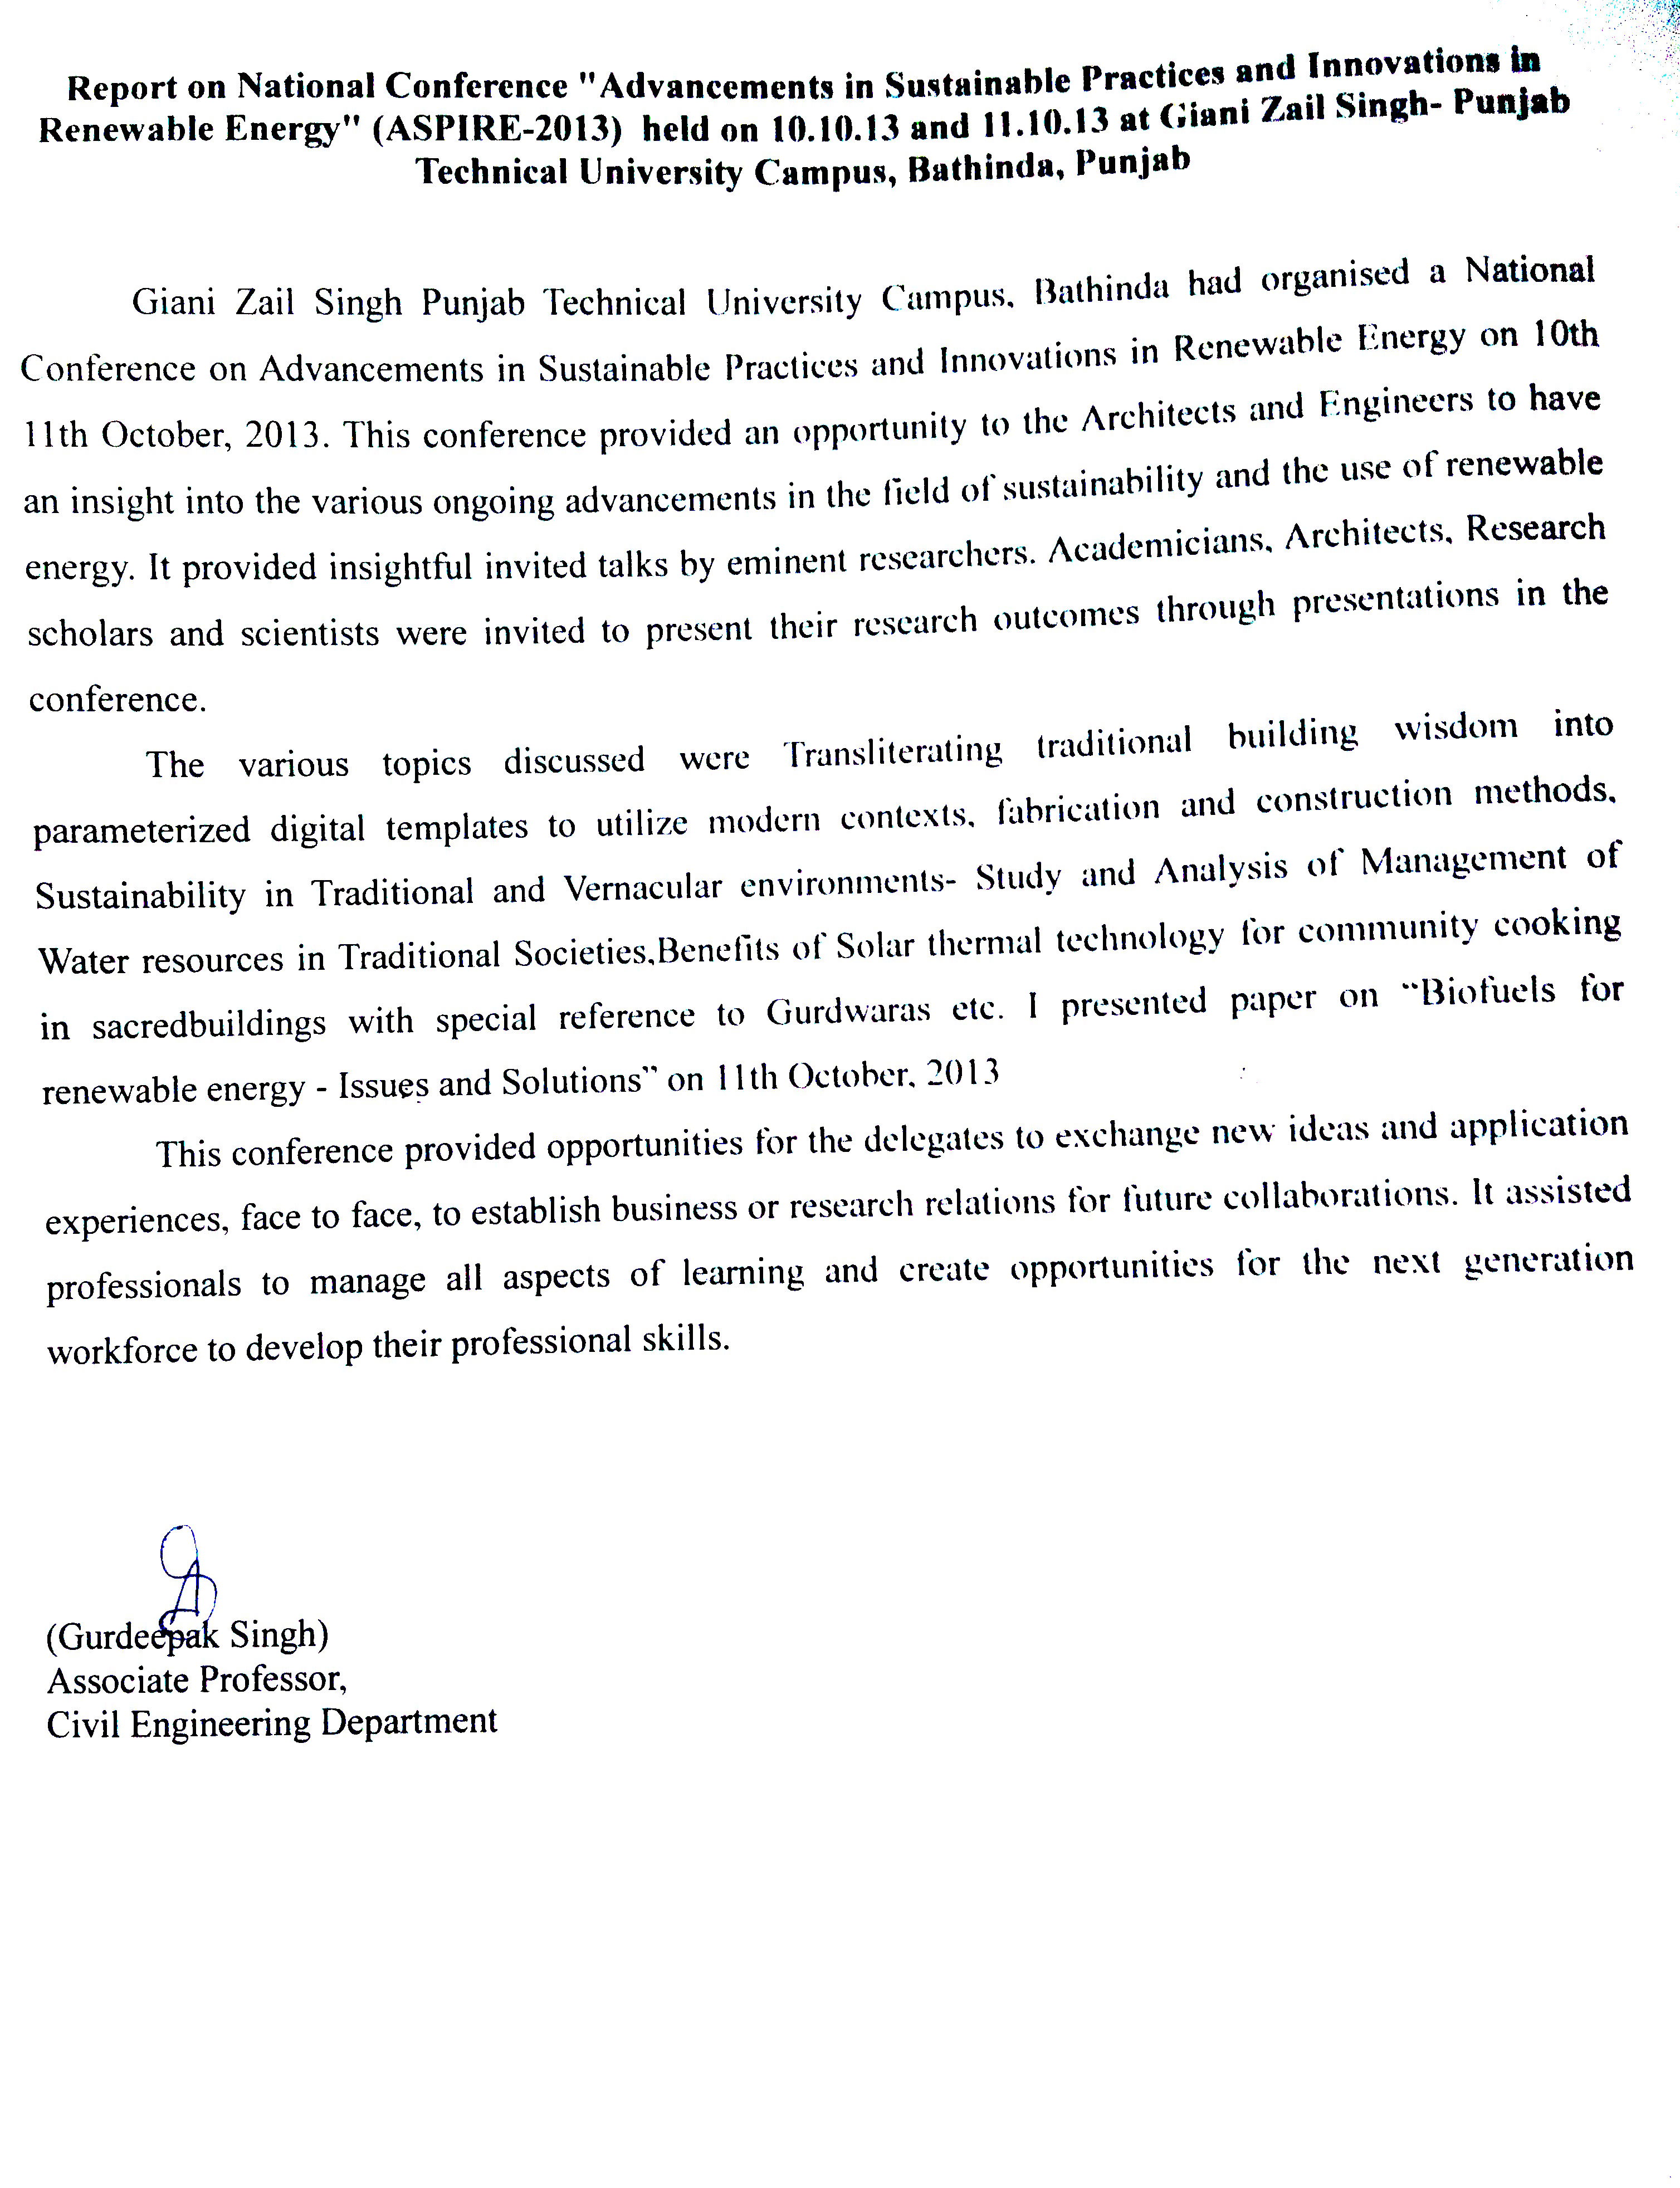 Report on National Conference "Advancements in Sustainable Practices and Innovations in
Renewable Energy" (ASPIRE-2013) held on 10.10.13 and 11.10.13 at Giani Zail Singh- Punjab
Technical University Campus, Bathinda, Punjab
Giani Zail Singh Punjab Technical University Campus, Bathinda had organised a National
Conference on Advancements in Sustainable Practices and Innovations in Renewable Energy on 10th
11th October, 2013. This conference provided an opportunity to the Architects and Engineers to have
an insight into the various ongoing advancements in the field of sustainability and the use of renewable
energy. It provided insightful invited talks by eminent researchers. Academicians, Architects, Research
scholars and scientists were invited to present their research outcomes through presentations in the
conference.
The various topics discussed were Transliterating traditional building wisdom into
parameterized digital templates to utilize modern contexts, fabrication and construction methods,
Sustainability in Traditional and Vernacular environments- Study and Analysis of Management of
Water resources in Traditional Societies,Benefits of Solar thermal technology for community cooking
in sacredbuildings with special reference to Gurdwaras etc. I presented paper on “Biofuels for
renewable energy - Issues and Solutions” on 11th October, 2013
This conference provided opportunities for the delegates to exchange new ideas and application
experiences, face to face, to establish business or research relations for future collaborations. It assisted
professionals to manage all aspects of learning and create opportunities for the next generation
workforce to develop their professional skills.
(Gurdeepak Singh)
Associate Professor,
Civil Engineering Department